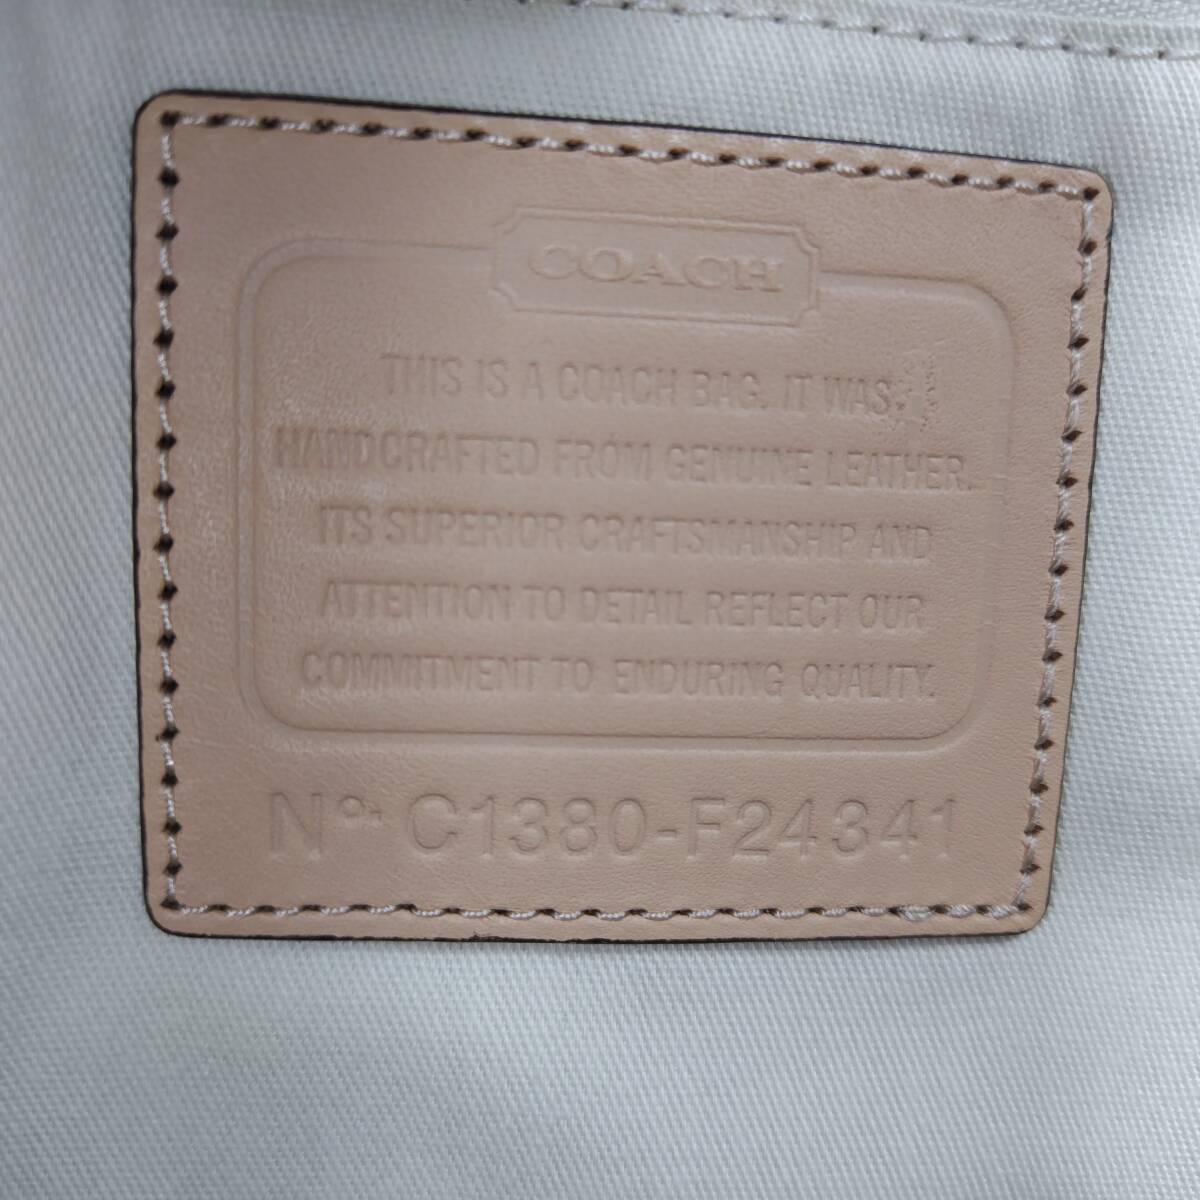 COACH
THIS IS A COACH BAG. IT WAS
HANDCRAFTED FROM GENUINE LEATHER.
ITS SUPERIOR CRAFTSMANSHIP AND
ATTENTION TO DETAIL REFLECT OUR
COMMITMENT TO ENDURING QUALITY.
Nº. C1380-F24341